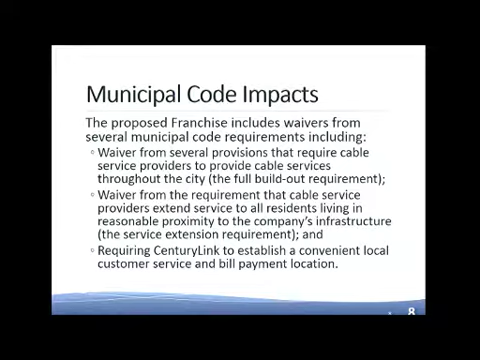 Municipal Code Impacts
The proposed Franchise includes waivers from
several municipal code requirements including:
◦ Waiver from several provisions that require cable
service providers to provide cable services
throughout the city (the full build-out requirement);
◦ Waiver from the requirement that cable service
providers extend service to all residents living in
reasonable proximity to the company's infrastructure
(the service extension requirement); and
◦ Requiring CenturyLink to establish a convenient local
customer service and bill payment location.
8